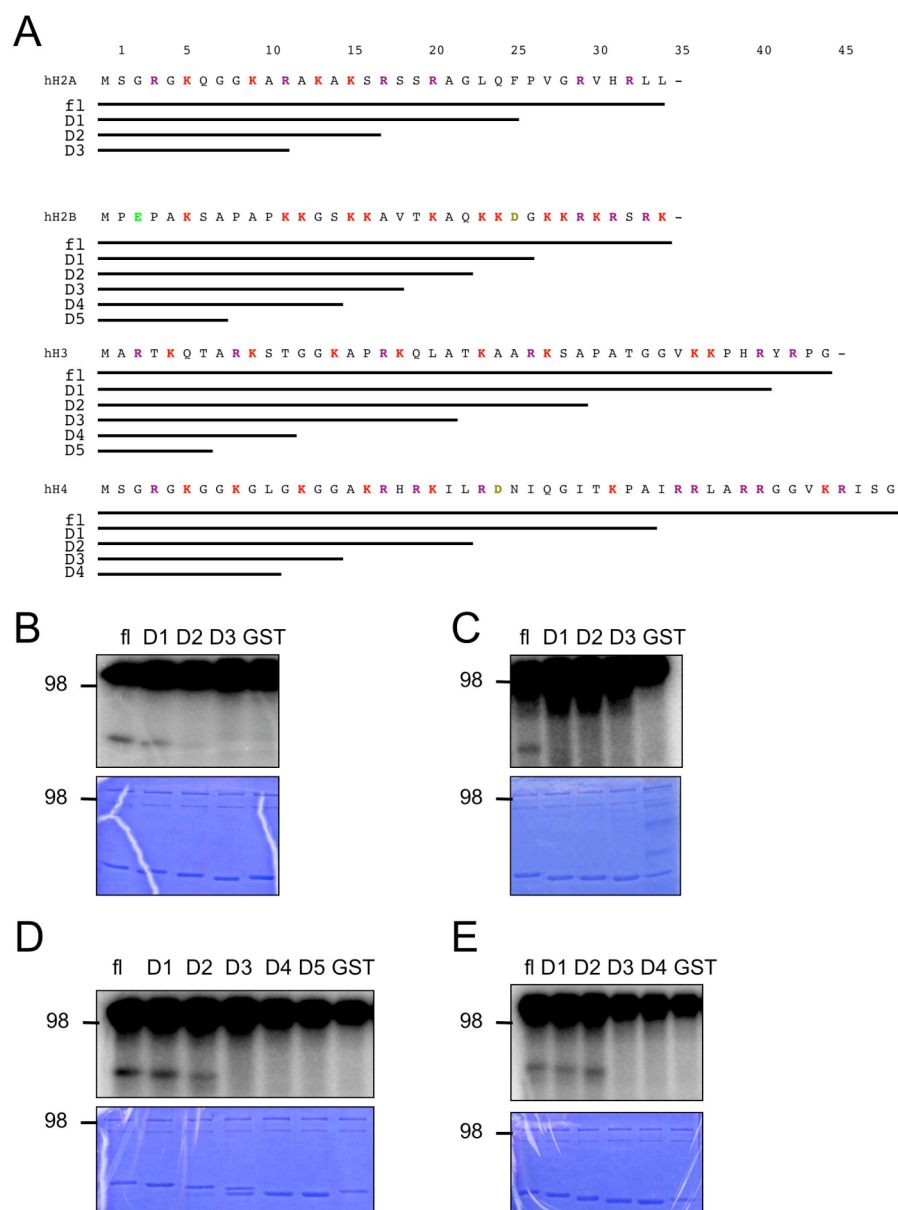 A
1 5 10 15 20 25 30 35 40 45
hH2A M S G R G K Q G G K A R A K A K S R S S R A G L Q F P V G R V H R L L –
fl
D1
D2
D3
hH2B M P E P A K S A P A P K K G S K K A V T K A Q K K D G K K R K R S R K –
fl
D1
D2
D3
D4
D5
hH3 M A R T K Q T A R K S T G G K A P R K Q L A T K A A R K S A P A T G G V K K P H R Y R P G –
fl
D1
D2
D3
D4
D5
hH4 M S G R G K G G K G L G K G G A K R H R K I L R D N I Q G I T K P A I R R L A R R G G V K R I S G
fl
D1
D2
D3
D4
B
fl D1 D2 D3 GST
98
98
C
fl D1 D2 D3 GST
98
98
D
fl D1 D2 D3 D4 D5 GST
98
98
E
fl D1 D2 D3 D4 GST
98
98